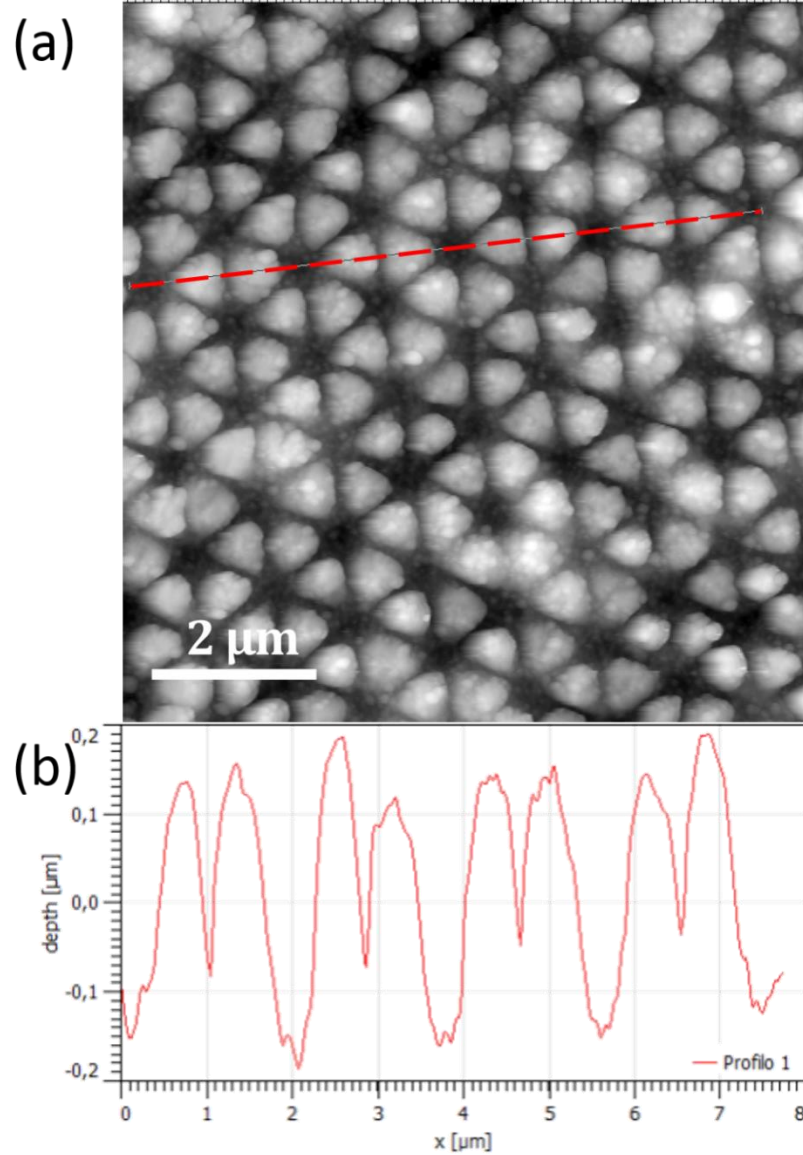 (a)
2 μm
(b)
0,2
0,1
0,0
-0,1
-0,2
depth [µm]
Profilo 1
0 1 2 3 4 5 6 7 8
x [µm]